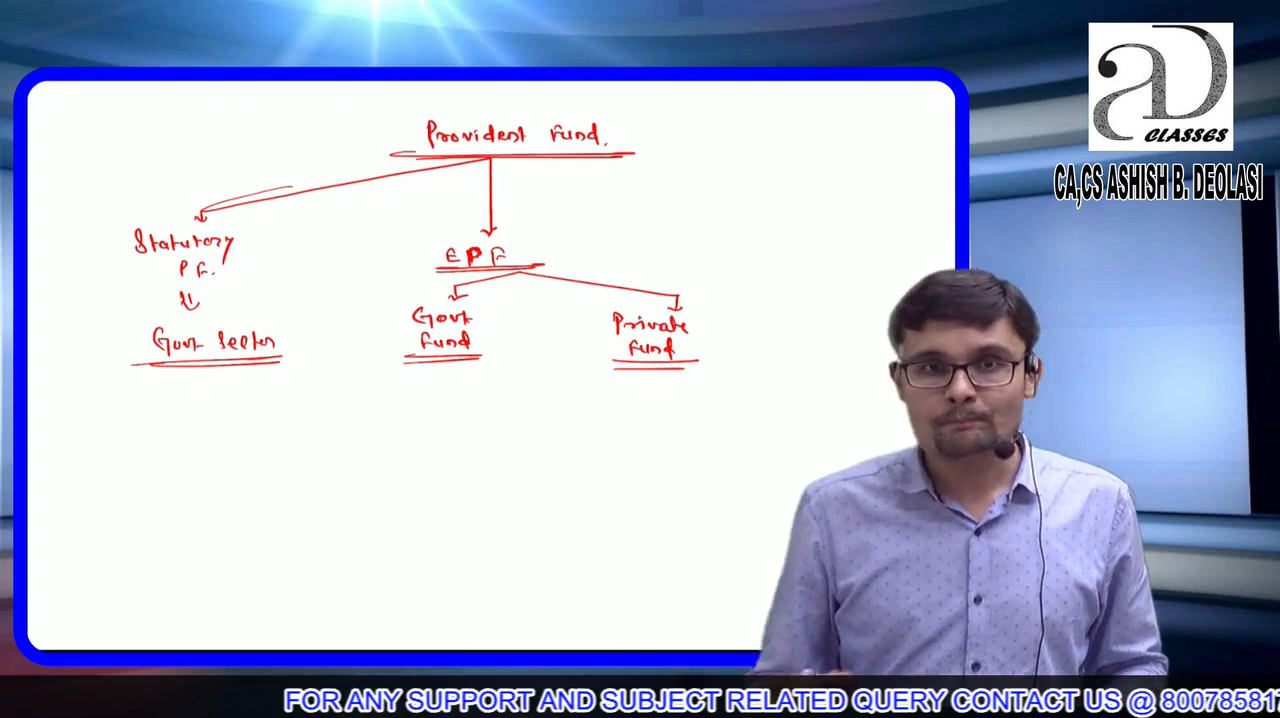 Provident Fund.
Statutory
P F.
Govt Sector
E P F
Govt
Fund
Private
Fund
aD
CLASSES
CA,CS ASHISH B. DEOLASI
FOR ANY SUPPORT AND SUBJECT RELATED QUERY CONTACT US @ 80078581